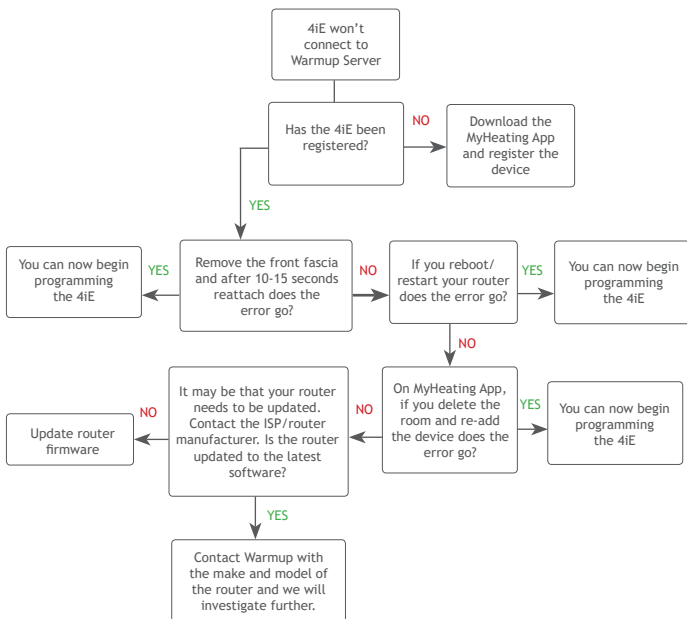 4iE won’t
connect to
Warmup Server
Has the 4iE been
registered?
NO
Download the
MyHeating App
and register the
device
YES
You can now begin
programming
the 4iE
YES
Remove the front fascia
and after 10-15 seconds
reattach does the
error go?
NO
If you reboot/
restart your router
does the error go?
YES
You can now begin
programming
the 4iE
NO
On MyHeating App,
if you delete the
room and re-add
the device does the
error go?
YES
You can now begin
programming
the 4iE
NO
It may be that your router
needs to be updated.
Contact the ISP/router
manufacturer. Is the router
updated to the latest
software?
NO
Update router
firmware
YES
Contact Warmup with
the make and model of
the router and we will
investigate further.